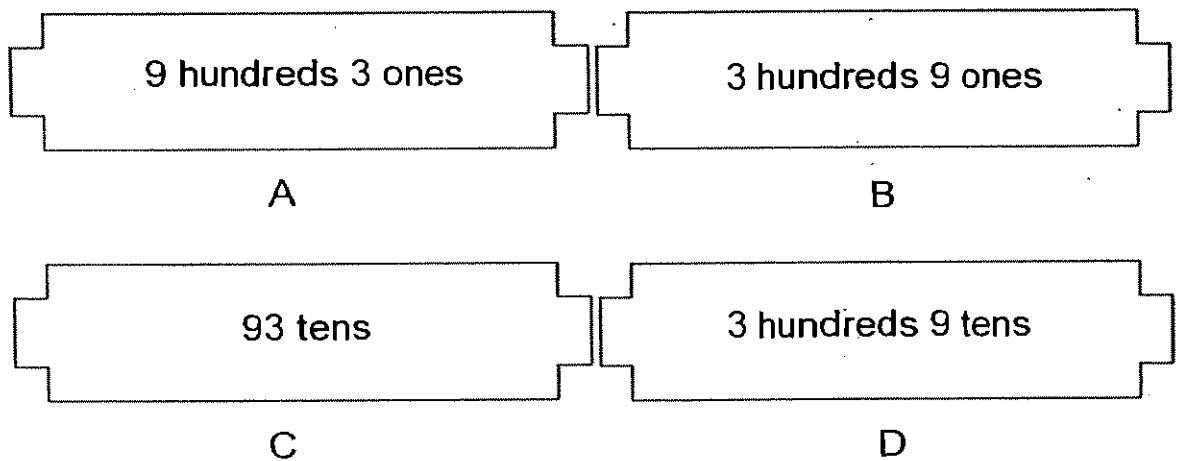 9 hundreds 3 ones
3 hundreds 9 ones
A
B
93 tens
3 hundreds 9 tens
C
D